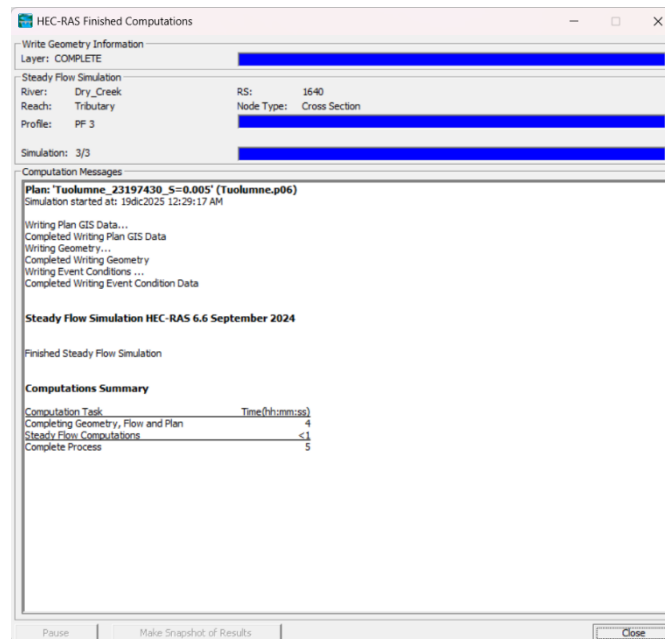 HEC-RAS Finished Computations
Write Geometry Information
Layer: COMPLETE
Steady Flow Simulation
River: Dry_Creek RS: 1640
Reach: Tributary Node Type: Cross Section
Profile: PF 3
Simulation: 3/3
Computation Messages
Plan: 'Tuolumne_23197430_S=0.005' (Tuolumne.p06)
Simulation started at: 19dic2025 12:29:17 AM
Writing Plan GIS Data...
Completed Writing Plan GIS Data
Writing Geometry...
Completed Writing Geometry
Writing Event Conditions ...
Completed Writing Event Condition Data
Steady Flow Simulation HEC-RAS 6.6 September 2024
Finished Steady Flow Simulation
Computations Summary
Computation Task Time(hh:mm:ss)
Completing Geometry, Flow and Plan 4
Steady Flow Computations <1
Complete Process 5
Pause Make Snapshot of Results Close